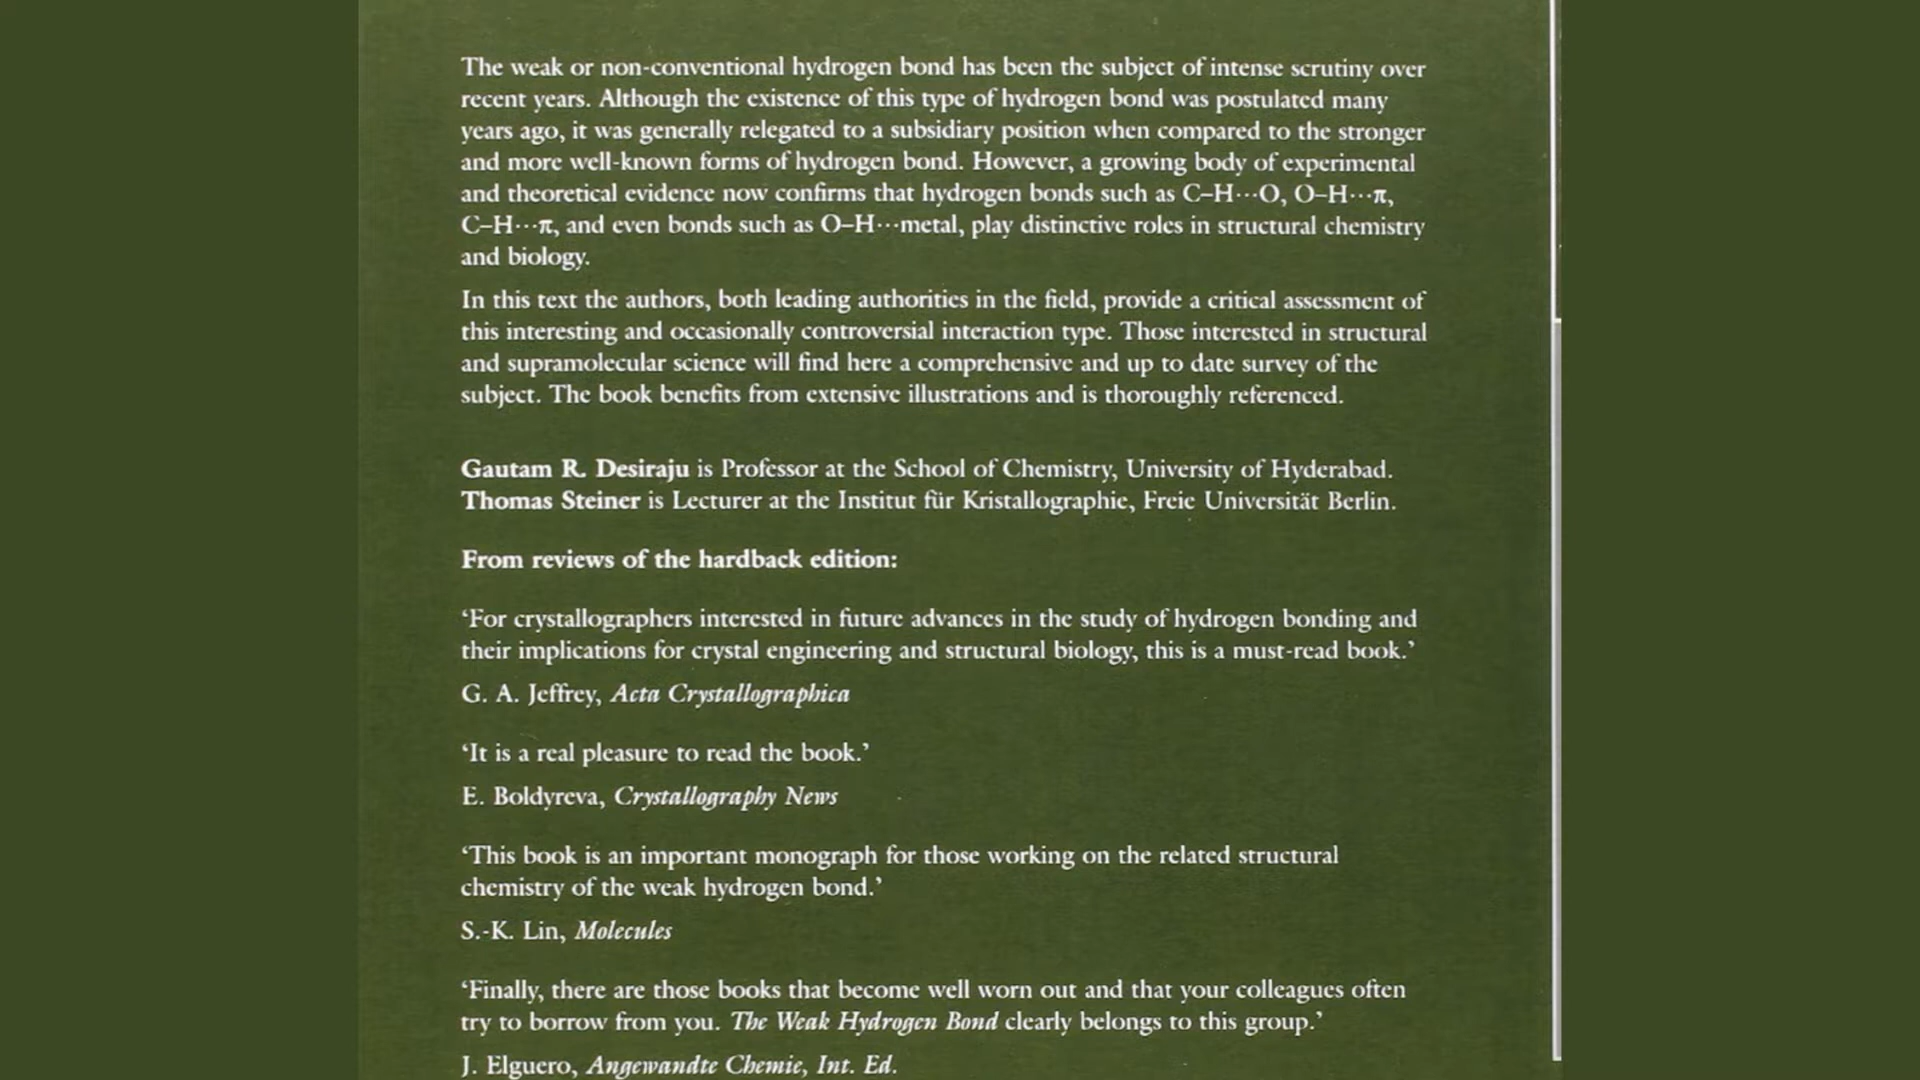 The weak or non-conventional hydrogen bond has been the subject of intense scrutiny over
recent years. Although the existence of this type of hydrogen bond was postulated many
years ago, it was generally relegated to a subsidiary position when compared to the stronger
and more well-known forms of hydrogen bond. However, a growing body of experimental
and theoretical evidence now confirms that hydrogen bonds such as C–H···O, O–H···π,
C–H···π, and even bonds such as O–H···metal, play distinctive roles in structural chemistry
and biology.
In this text the authors, both leading authorities in the field, provide a critical assessment of
this interesting and occasionally controversial interaction type. Those interested in structural
and supramolecular science will find here a comprehensive and up to date survey of the
subject. The book benefits from extensive illustrations and is thoroughly referenced.
Gautam R. Desiraju is Professor at the School of Chemistry, University of Hyderabad.
Thomas Steiner is Lecturer at the Institut für Kristallographie, Freie Universität Berlin.
From reviews of the hardback edition:
‘For crystallographers interested in future advances in the study of hydrogen bonding and
their implications for crystal engineering and structural biology, this is a must-read book.’
G. A. Jeffrey, Acta Crystallographica
‘It is a real pleasure to read the book.’
E. Boldyreva, Crystallography News
‘This book is an important monograph for those working on the related structural
chemistry of the weak hydrogen bond.’
S.-K. Lin, Molecules
‘Finally, there are those books that become well worn out and that your colleagues often
try to borrow from you. The Weak Hydrogen Bond clearly belongs to this group.’
J. Elguero, Angewandte Chemie, Int. Ed.